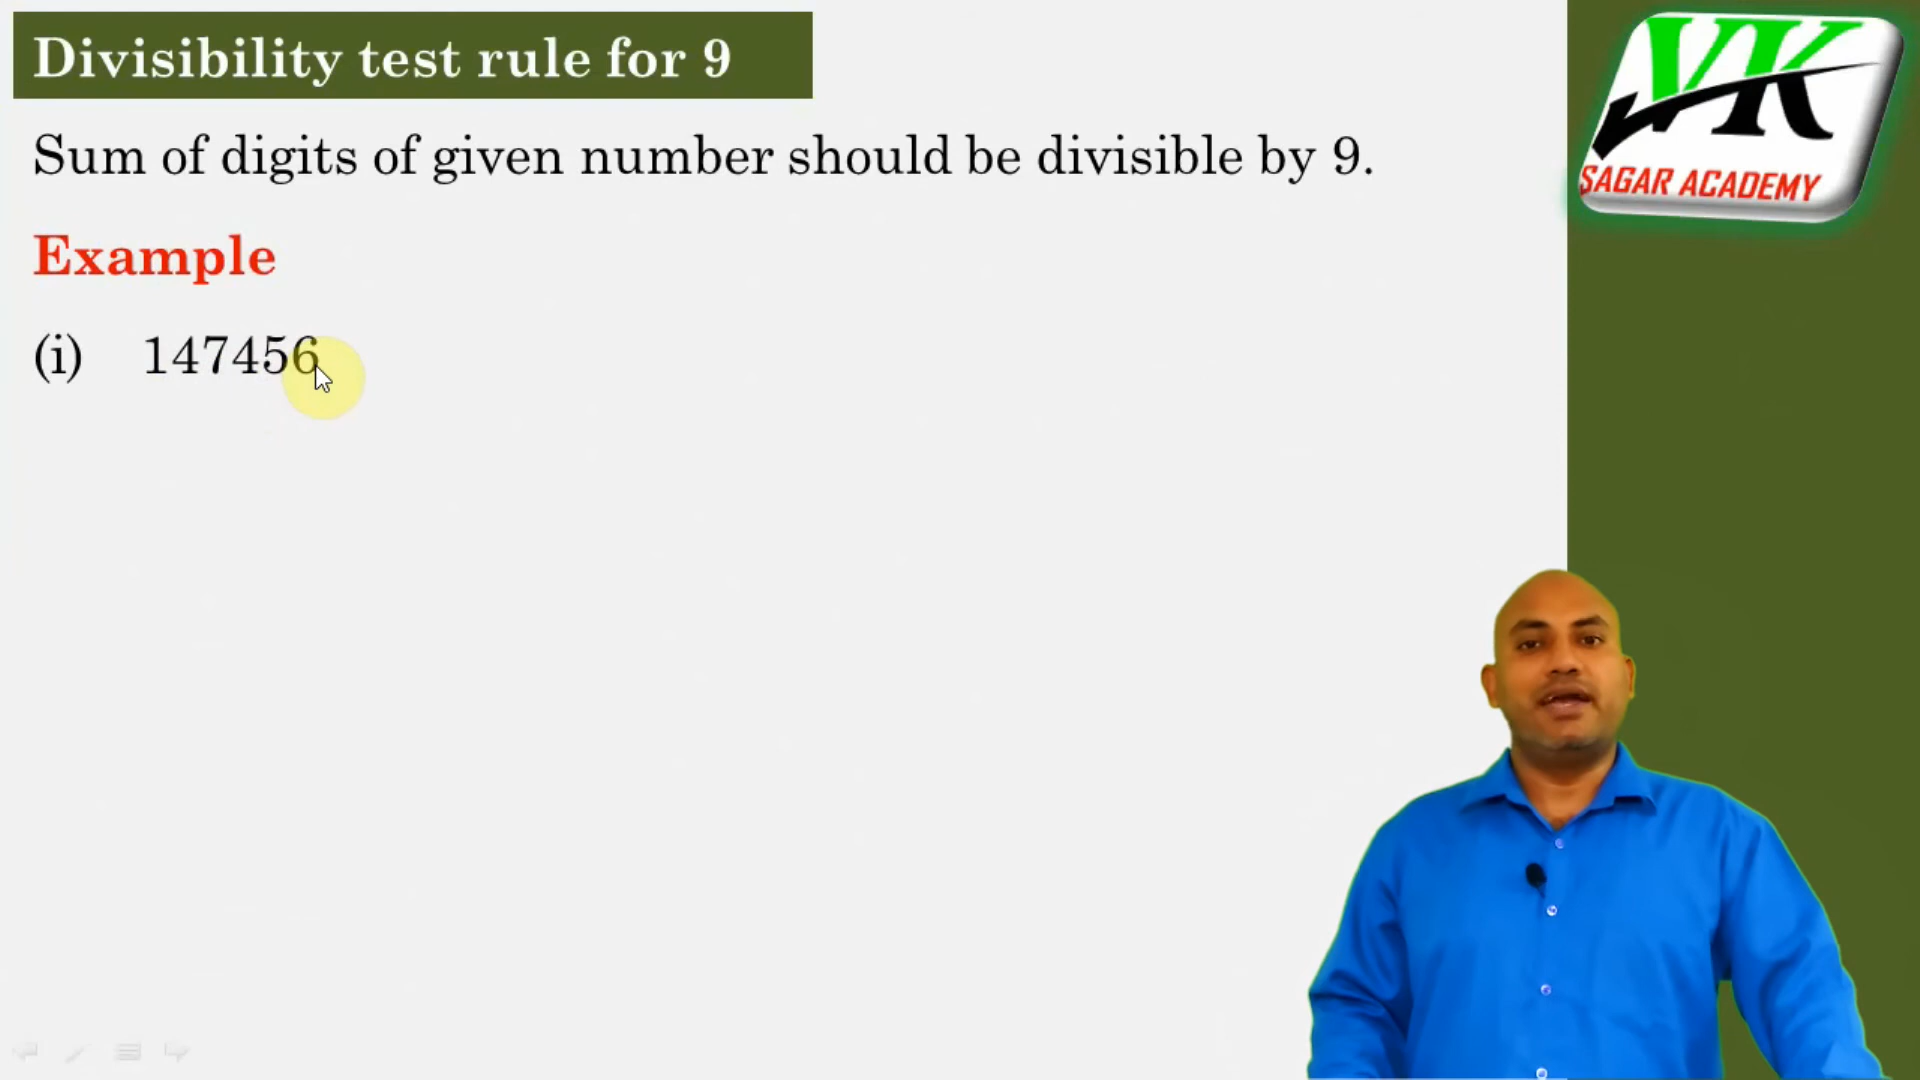 Divisibility test rule for 9
Sum of digits of given number should be divisible by 9.
Example
(i) 147456
VK
SAGAR ACADEMY